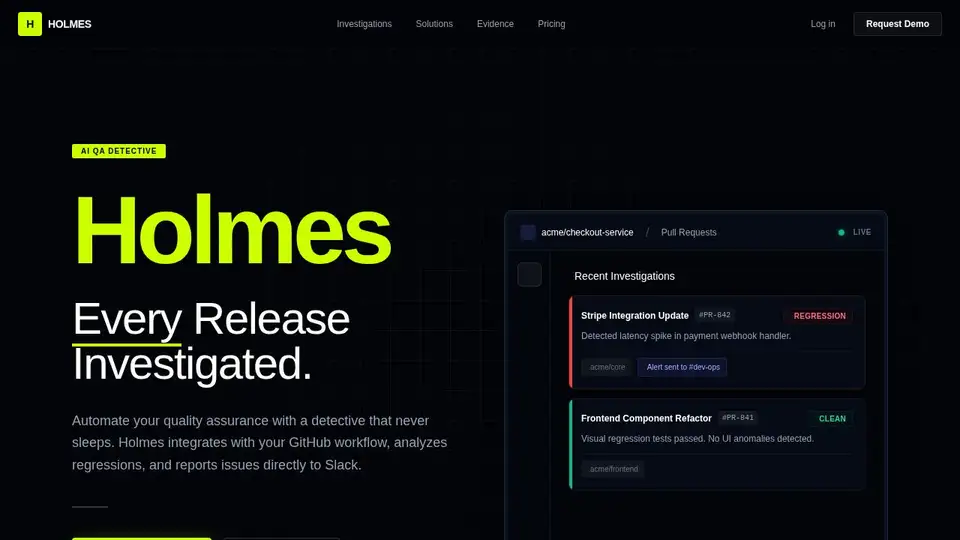 H HOLMES
Investigations
Solutions
Evidence
Pricing
Log in
Request Demo
AI QA DETECTIVE
Holmes
Every Release
Investigated.
Automate your quality assurance with a detective that never
sleeps. Holmes integrates with your GitHub workflow, analyzes
regressions, and reports issues directly to Slack.
acme/checkout-service / Pull Requests
LIVE
Recent Investigations
Stripe Integration Update #PR-842
REGRESSION
Detected latency spike in payment webhook handler.
acme/core
Alert sent to #dev-ops
Frontend Component Refactor #PR-841
CLEAN
Visual regression tests passed. No UI anomalies detected.
acme/frontend